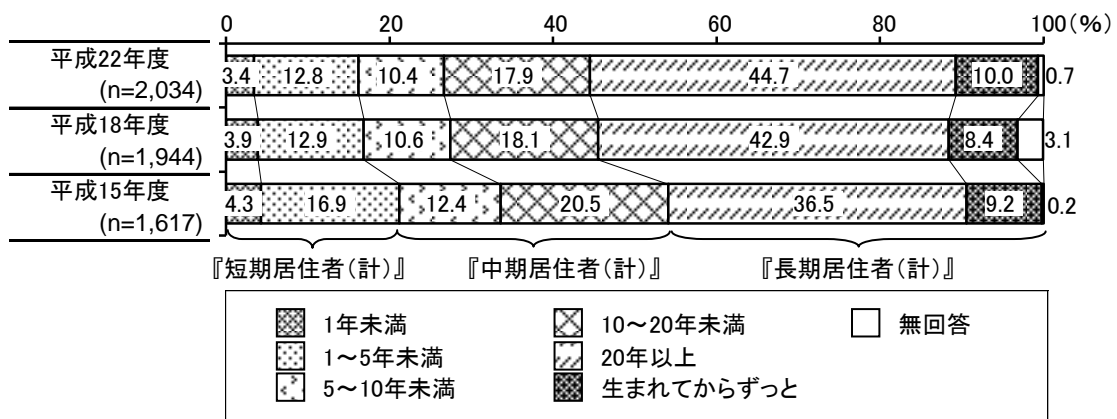 0 20 40 60 80 100(%)
平成22年度
(n=2,034)
3.4 12.8 10.4 17.9 44.7 10.0 0.7
平成18年度
(n=1,944)
3.9 12.9 10.6 18.1 42.9 8.4 3.1
平成15年度
(n=1,617)
4.3 16.9 12.4 20.5 36.5 9.2 0.2
『短期居住者(計)』 『中期居住者(計)』 『長期居住者(計)』
1年未満 10～20年未満 無回答
1～5年未満 20年以上
5～10年未満 生まれてからずっと